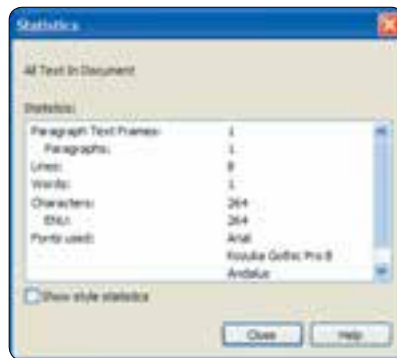 Statistics
All Text In Document
Statistics:
Paragraph Text Frames: 1
Paragraphs: 1
Lines: 8
Words: 1
Characters: 264
ENU: 264
Fonts used: Arial
Kozuka Gothic Pro B
Andalus
Show style statistics
Close Help